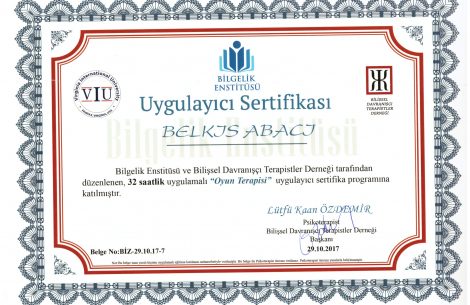 Virginia International University
VIU
BİLGELİK
ENSTİTÜSÜ
BİLİŞSEL
DAVRANIŞÇI
TERAPİSTLER
DERNEĞİ
Uygulayıcı Sertifikası
BELKIS ABACI
Bilgelik Enstitüsü
Bilgelik Enstitüsü ve Bilişsel Davranışçı Terapistler Derneği tarafından
düzenlenen, 32 saatlik uygulamalı “Oyun Terapisi” uygulayıcı sertifika programına
katılmıştır.
Lütfü Kaan ÖZDEMİR
Psikoterapist
Bilişsel Davranışçı Terapistler Derneği
Başkanı
29.10.2017
Belge No:BİZ-29.10.17-7